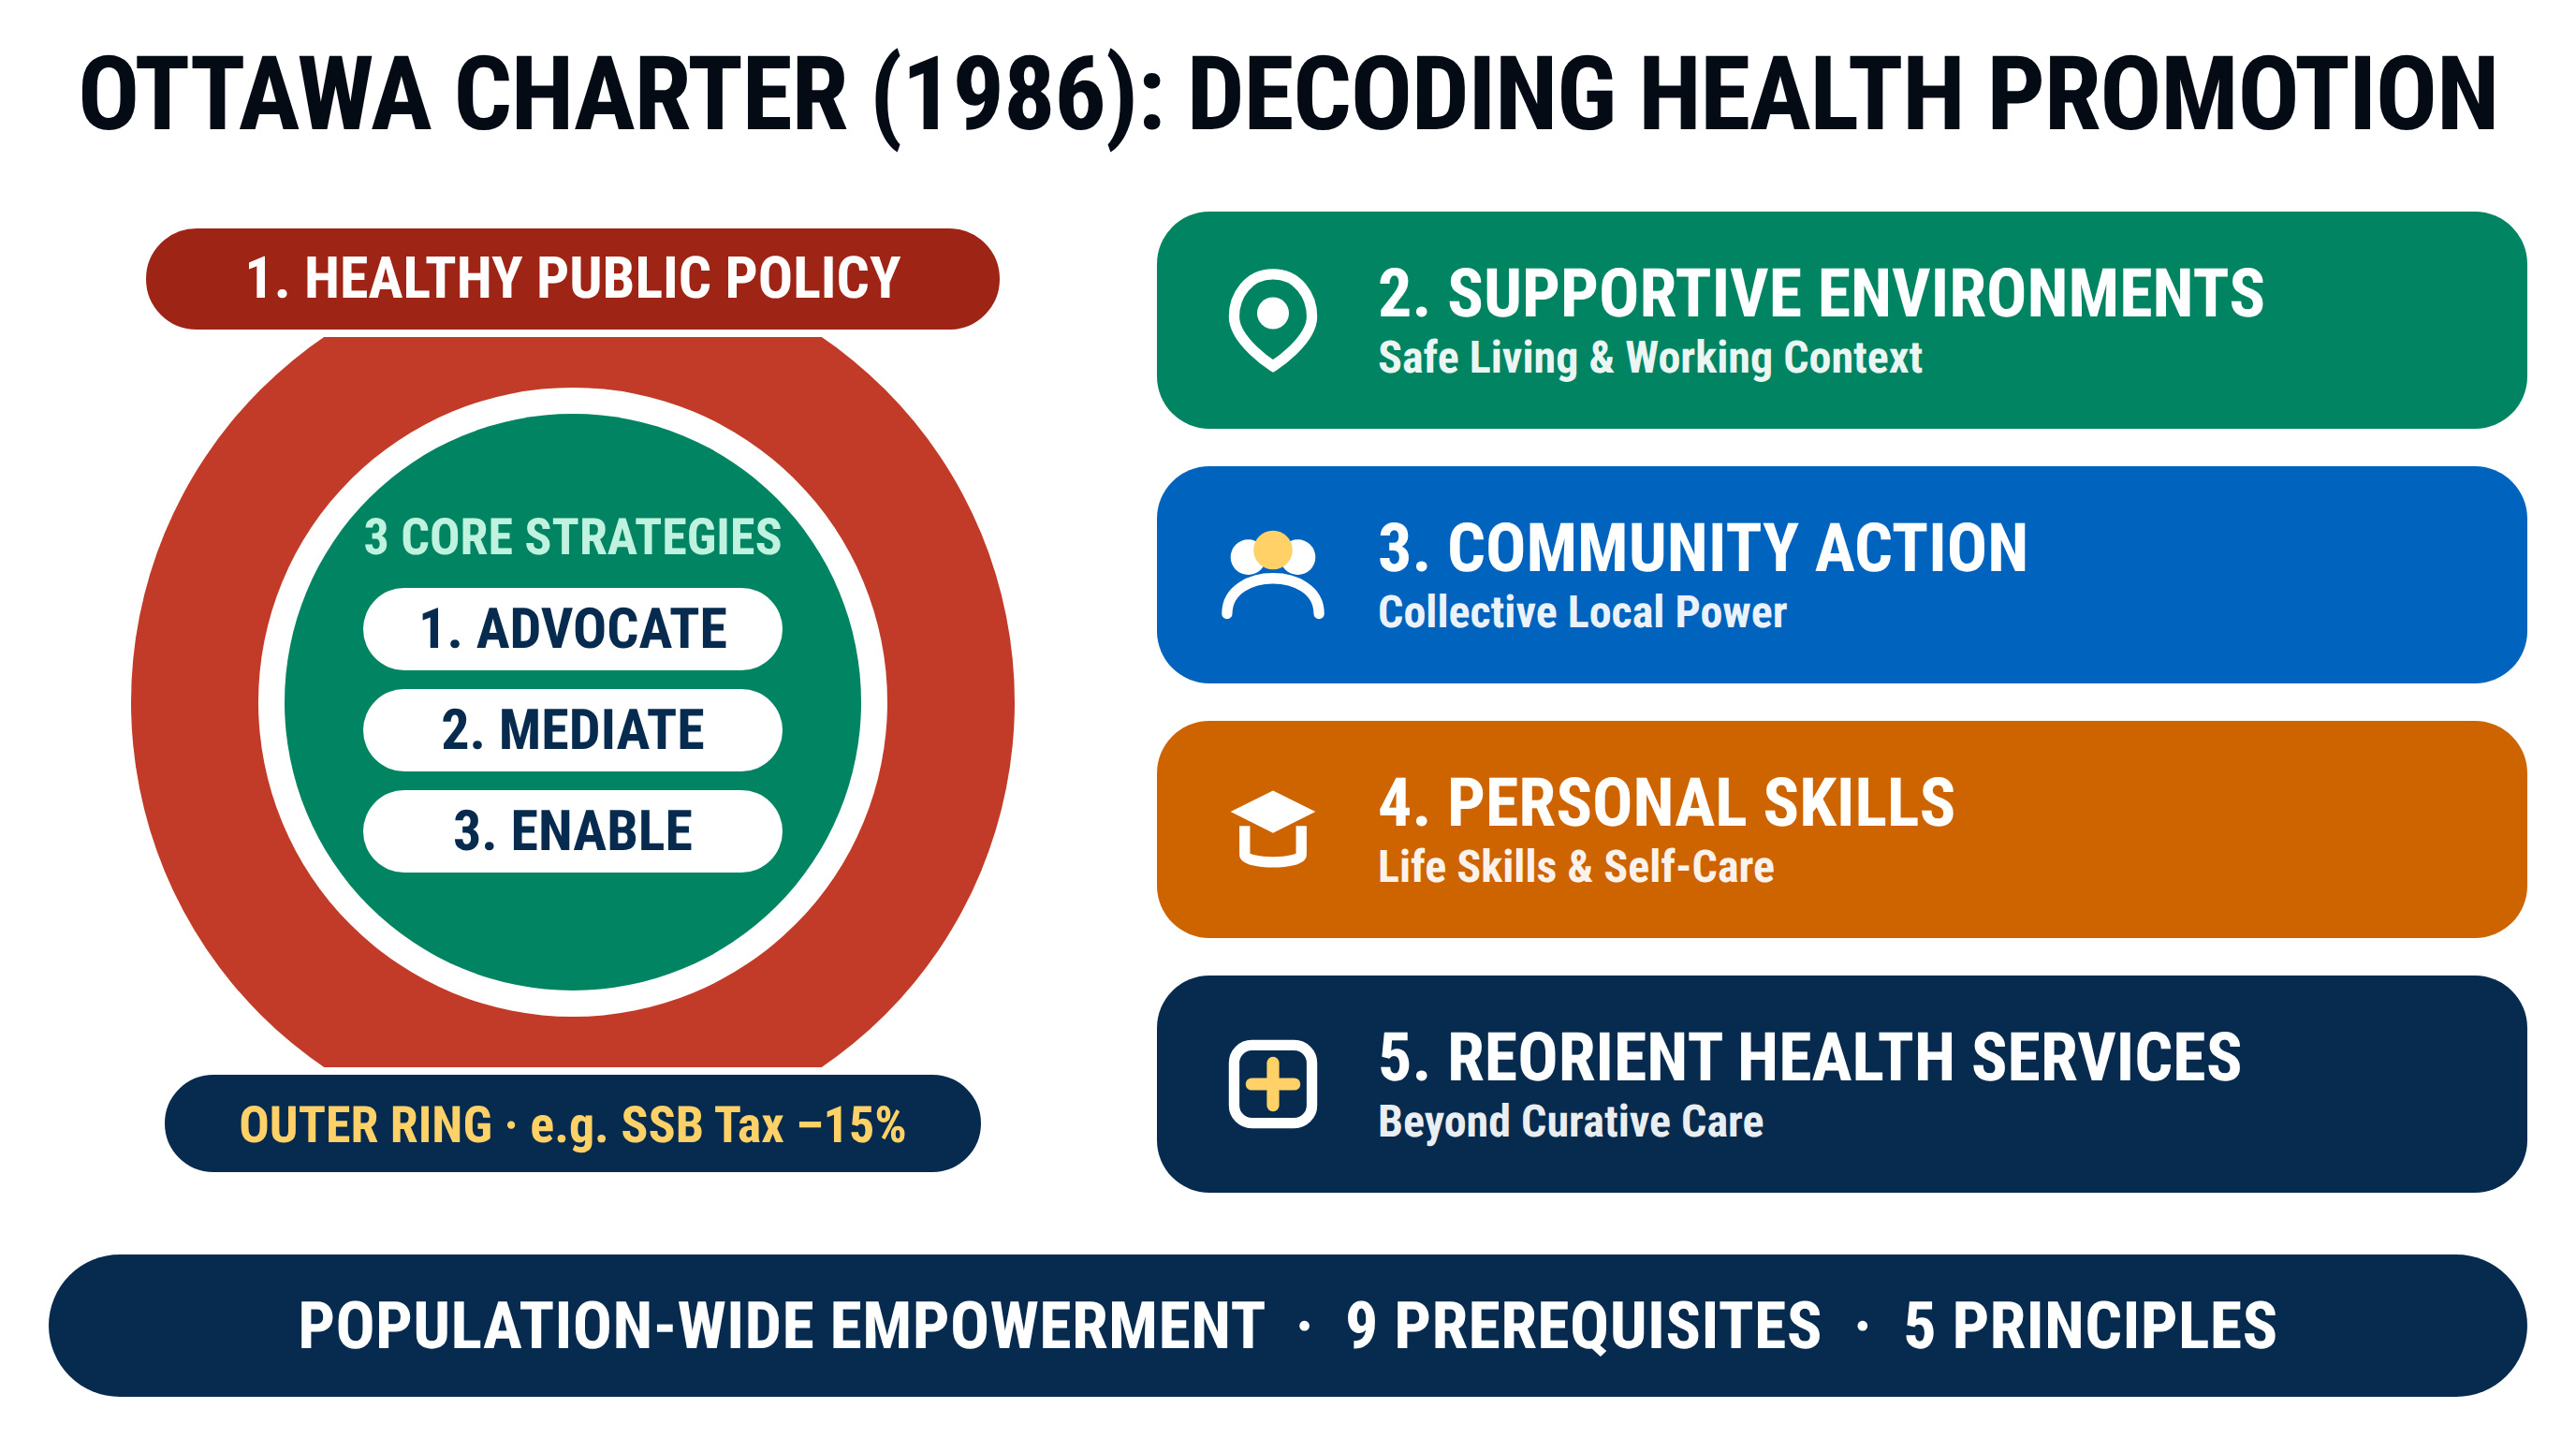 OTTAWA CHARTER (1986): DECODING HEALTH PROMOTION
1. HEALTHY PUBLIC POLICY
3 CORE STRATEGIES
1. ADVOCATE
2. MEDIATE
3. ENABLE
OUTER RING · e.g. SSB Tax –15%
2. SUPPORTIVE ENVIRONMENTS
Safe Living & Working Context
3. COMMUNITY ACTION
Collective Local Power
4. PERSONAL SKILLS
Life Skills & Self-Care
5. REORIENT HEALTH SERVICES
Beyond Curative Care
POPULATION-WIDE EMPOWERMENT · 9 PREREQUISITES · 5 PRINCIPLES